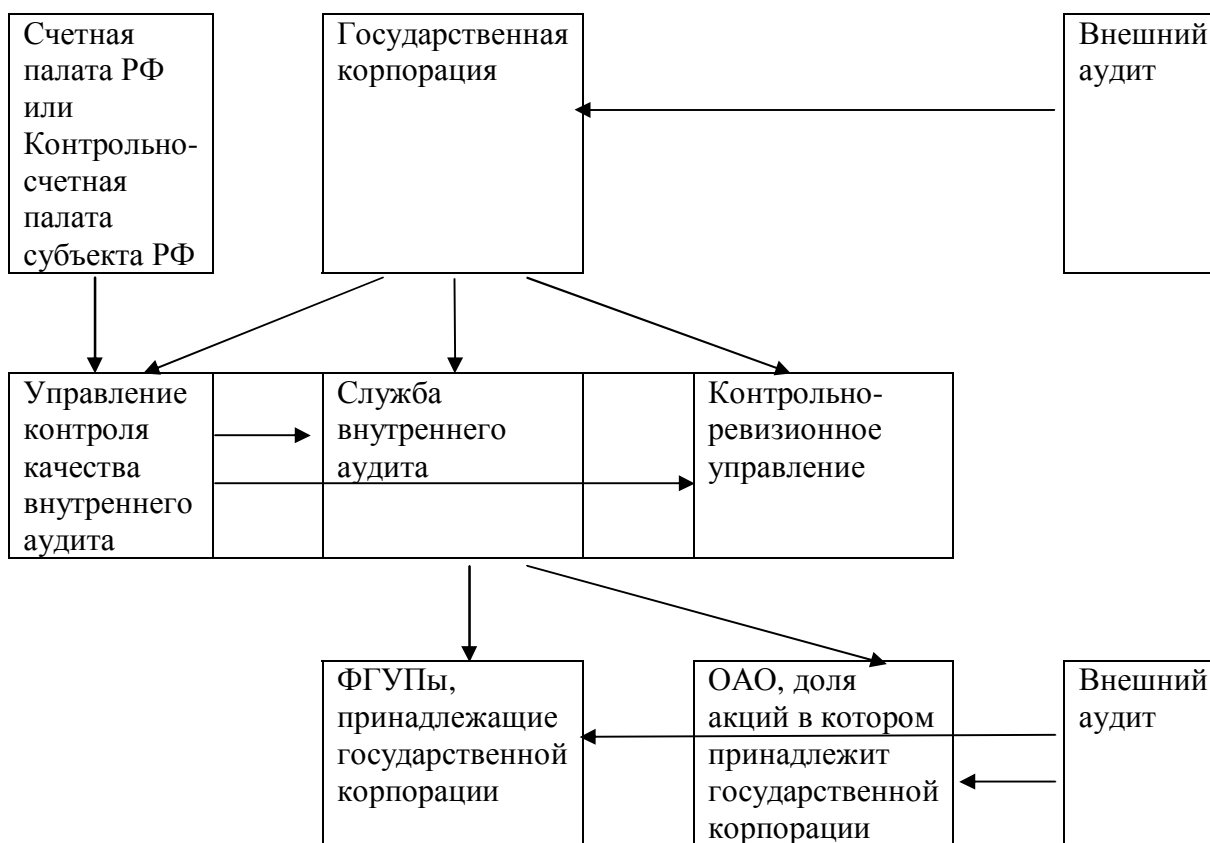 Счетная
палата РФ
или
Контрольно-
счетная
палата
субъекта РФ
Государственная
корпорация
Внешний
аудит
Управление
контроля
качества
внутреннего
аудита
Служба
внутреннего
аудита
Контрольно-
ревизионное
управление
ФГУПы,
принадлежащие
государственной
корпорации
ОАО, доля
акций в котором
принадлежит
государственной
корпорации
Внешний
аудит